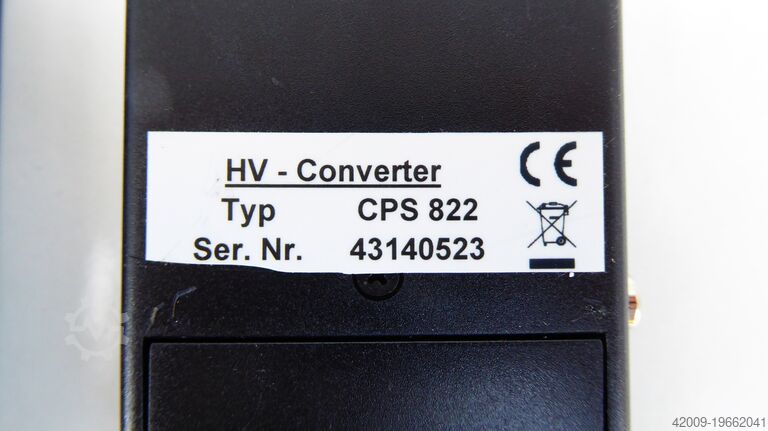 HV - Converter
Typ CPS 822
Ser. Nr. 43140523
CE
42009-19662041